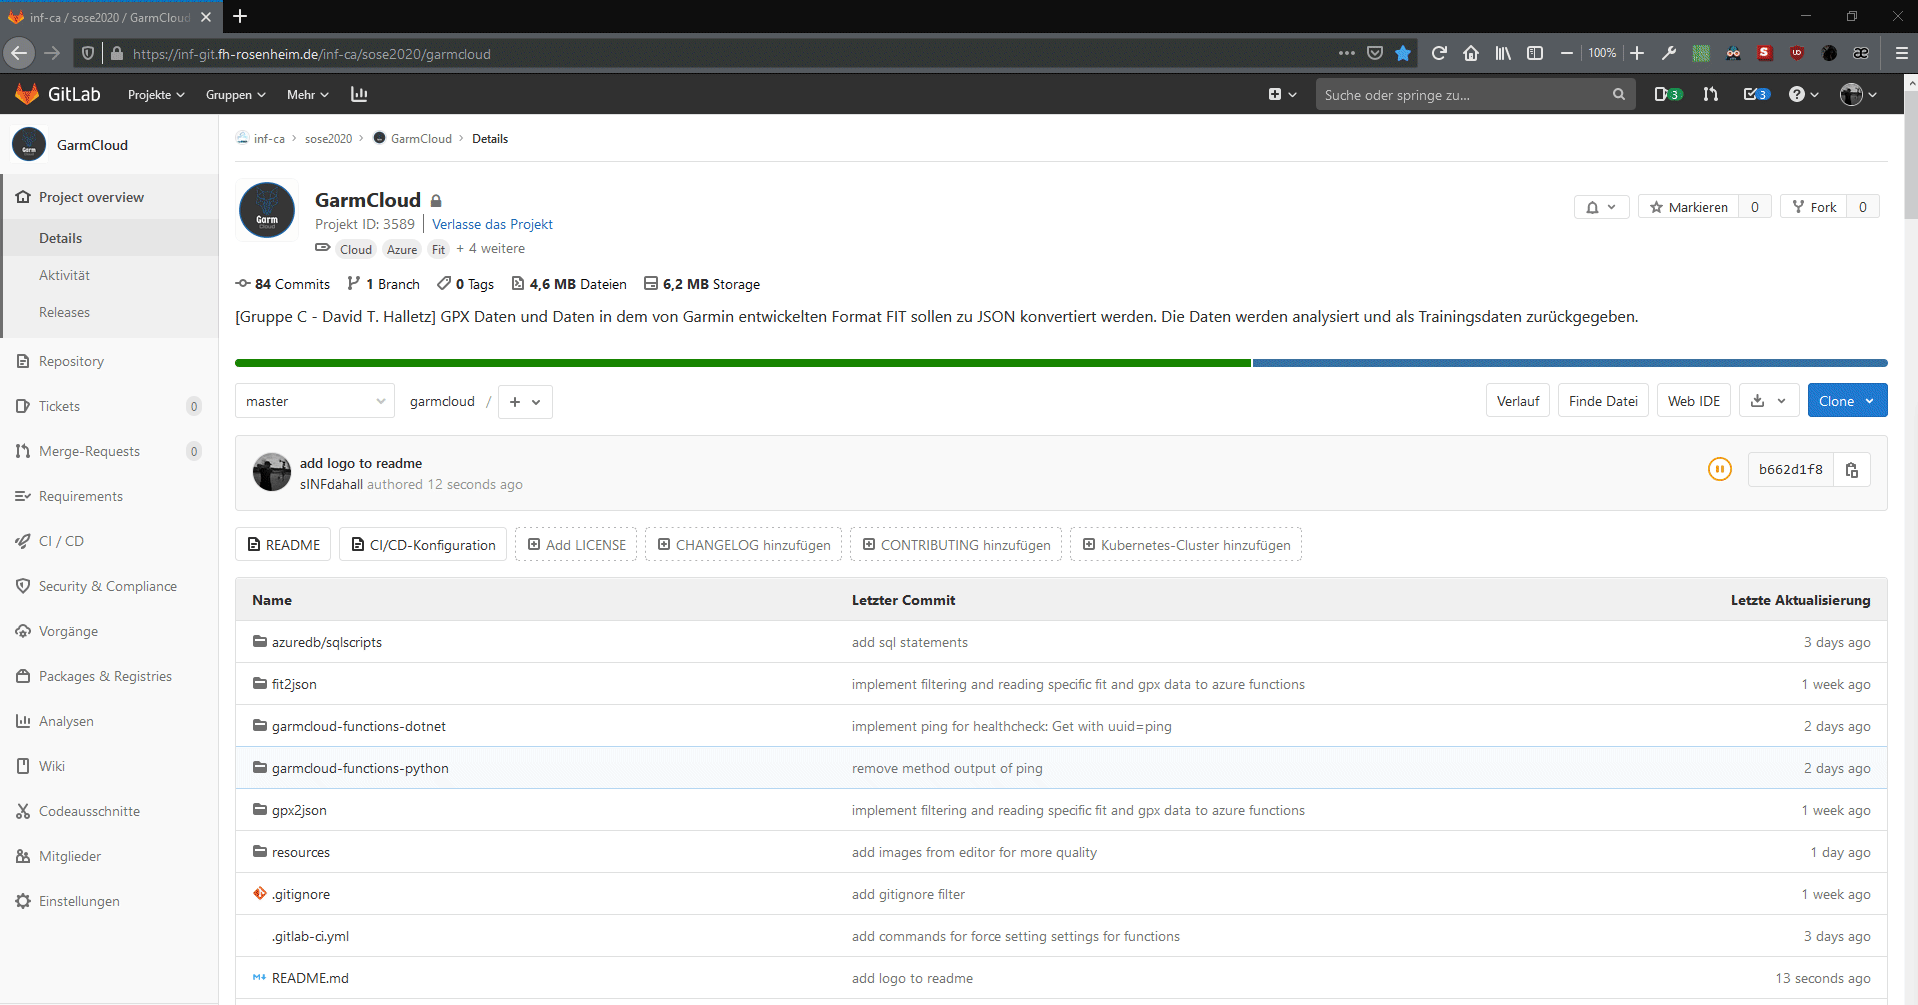 inf-ca / sose2020 / GarmCloud
https://inf-git.fh-rosenheim.de/inf-ca/sose2020/garmcloud
100%
GitLab Projekte Gruppen Mehr Suche oder springe zu... 3 3
GarmCloud
Project overview
Details
Aktivität
Releases
Repository
Tickets 0
Merge-Requests 0
Requirements
CI / CD
Security & Compliance
Vorgänge
Packages & Registries
Analysen
Wiki
Codeausschnitte
Mitglieder
Einstellungen
inf-ca > sose2020 > GarmCloud > Details
Garm
Cloud
GarmCloud
Projekt ID: 3589 Verlasse das Projekt
Cloud Azure Fit + 4 weitere
Markieren 0 Fork 0
84 Commits 1 Branch 0 Tags 4,6 MB Dateien 6,2 MB Storage
[Gruppe C - David T. Halletz] GPX Daten und Daten in dem von Garmin entwickelten Format FIT sollen zu JSON konvertiert werden. Die Daten werden analysiert und als Trainingsdaten zurückgegeben.
master garmcloud / + Verlauf Finde Datei Web IDE Clone
add logo to readme
sINFdahall authored 12 seconds ago
b662d1f8
README CI/CD-Konfiguration Add LICENSE CHANGELOG hinzufügen CONTRIBUTING hinzufügen Kubernetes-Cluster hinzufügen
Name Letzter Commit Letzte Aktualisierung
azuredb/sqlscripts add sql statements 3 days ago
fit2json implement filtering and reading specific fit and gpx data to azure functions 1 week ago
garmcloud-functions-dotnet implement ping for healthcheck: Get with uuid=ping 2 days ago
garmcloud-functions-python remove method output of ping 2 days ago
gpx2json implement filtering and reading specific fit and gpx data to azure functions 1 week ago
resources add images from editor for more quality 1 day ago
.gitignore add gitignore filter 1 week ago
.gitlab-ci.yml add commands for force setting settings for functions 3 days ago
README.md add logo to readme 13 seconds ago